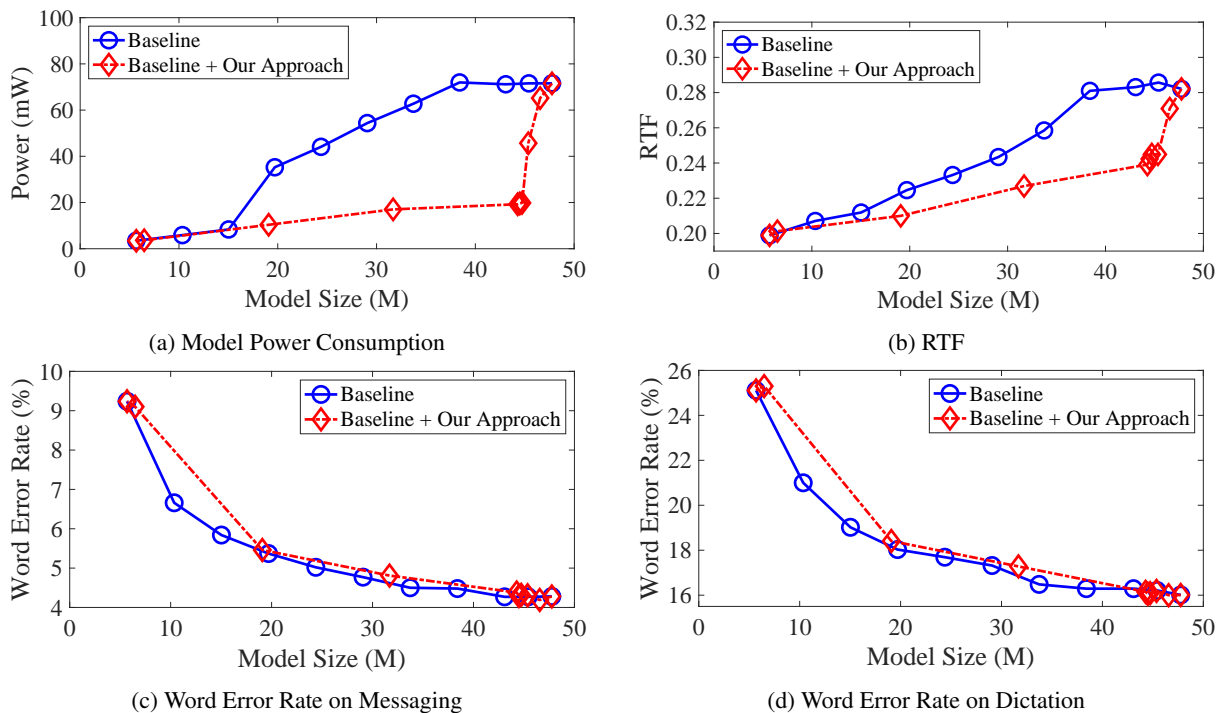 100
80
60
40
20
0
Power (mW)
Baseline
Baseline + Our Approach
0 10 20 30 40 50
Model Size (M)
(a) Model Power Consumption
0.32
0.30
0.28
0.26
0.24
0.22
0.20
RTF
Baseline
Baseline + Our Approach
0 10 20 30 40 50
Model Size (M)
(b) RTF
10
9
8
7
6
5
4
Word Error Rate (%)
Baseline
Baseline + Our Approach
0 10 20 30 40 50
Model Size (M)
(c) Word Error Rate on Messaging
26
24
22
20
18
16
Word Error Rate (%)
Baseline
Baseline + Our Approach
0 10 20 30 40 50
Model Size (M)
(d) Word Error Rate on Dictation